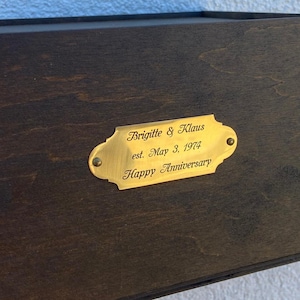 Brigitte & Klaus
est. May 3, 1974
Happy Anniversary